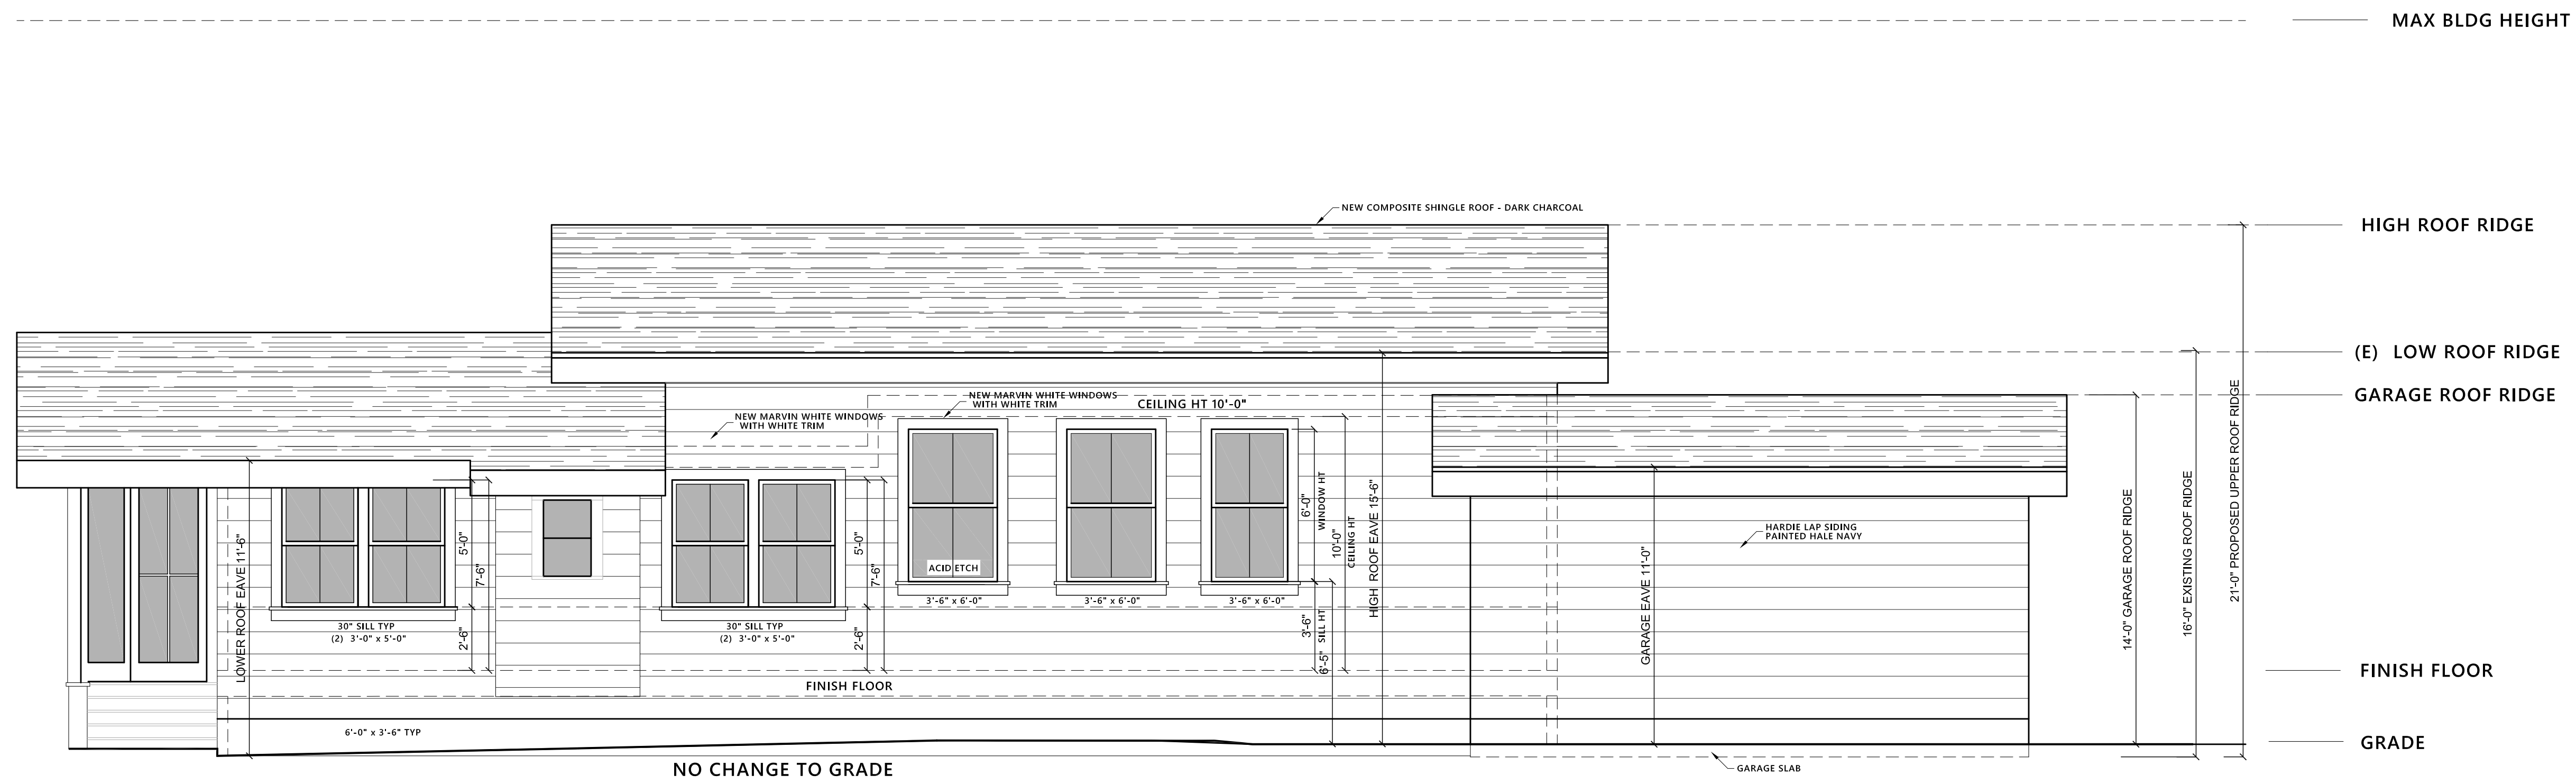 MAX BLDG HEIGHT
NEW COMPOSITE SHINGLE ROOF - DARK CHARCOAL
HIGH ROOF RIDGE
(E) LOW ROOF RIDGE
GARAGE ROOF RIDGE
NEW MARVIN WHITE WINDOWS
WITH WHITE TRIM
CEILING HT 10'-0"
NEW MARVIN WHITE WINDOWS
WITH WHITE TRIM
LOWER ROOF EAVE 11'-6"
5'-0"
7'-6"
2'-6"
30" SILL TYP
(2) 3'-0" x 5'-0"
30" SILL TYP
(2) 3'-0" x 5'-0"
5'-0"
7'-6"
2'-6"
ACID ETCH
3'-6" x 6'-0"
3'-6" x 6'-0"
3'-6" x 6'-0"
6'-0"
WINDOW HT
10'-0"
CEILING HT
3'-6"
SILL HT
6'-5"
HIGH ROOF EAVE 15'-6"
GARAGE EAVE 11'-0"
HARDIE LAP SIDING
PAINTED HALE NAVY
14'-0" GARAGE ROOF RIDGE
16'-0" EXISTING ROOF RIDGE
21'-0" PROPOSED UPPER ROOF RIDGE
FINISH FLOOR
FINISH FLOOR
6'-0" x 3'-6" TYP
GRADE
NO CHANGE TO GRADE
GARAGE SLAB